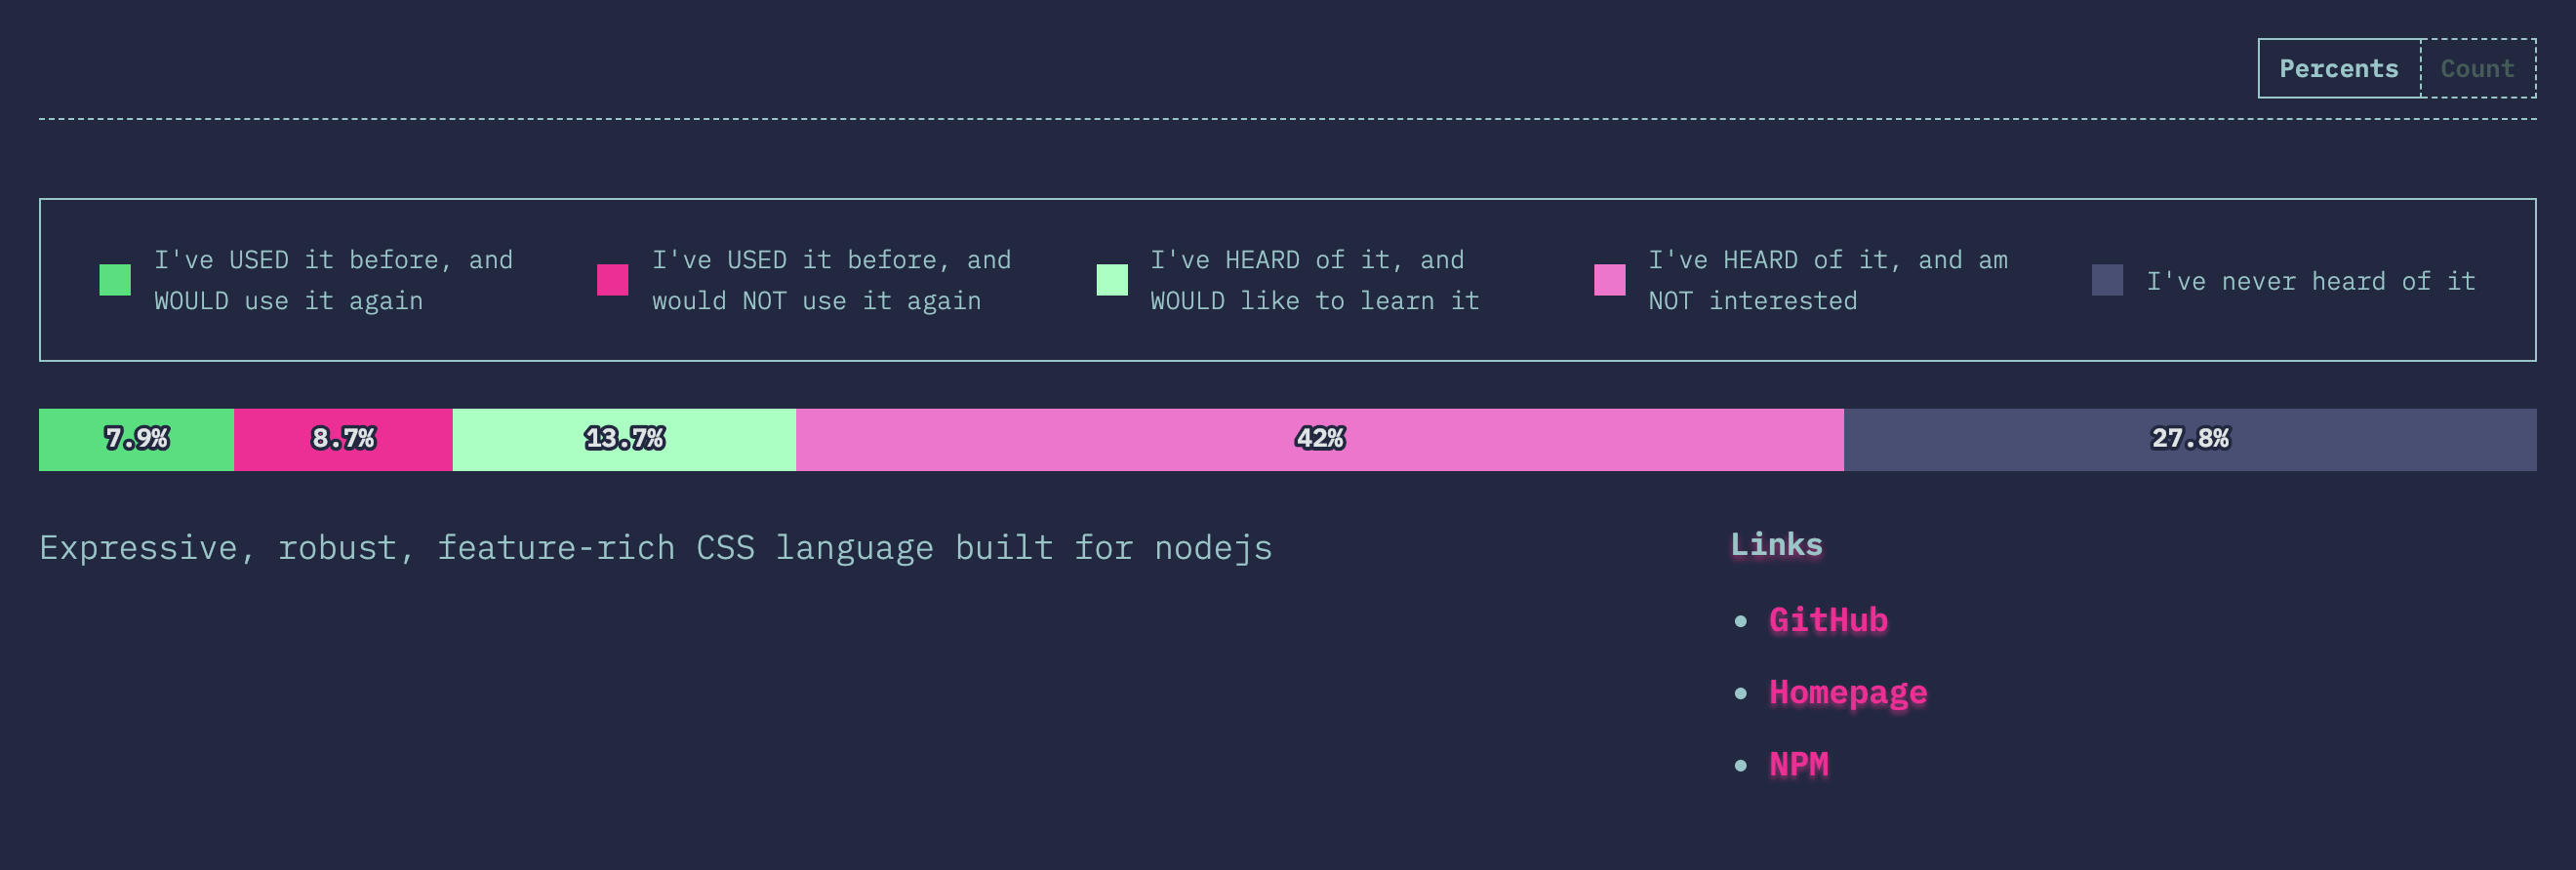 Percents Count
I've USED it before, and
WOULD use it again
I've USED it before, and
would NOT use it again
I've HEARD of it, and
WOULD like to learn it
I've HEARD of it, and am
NOT interested
I've never heard of it
7.9% 8.7% 13.7% 42% 27.8%
Expressive, robust, feature-rich CSS language built for nodejs
Links
GitHub
Homepage
NPM